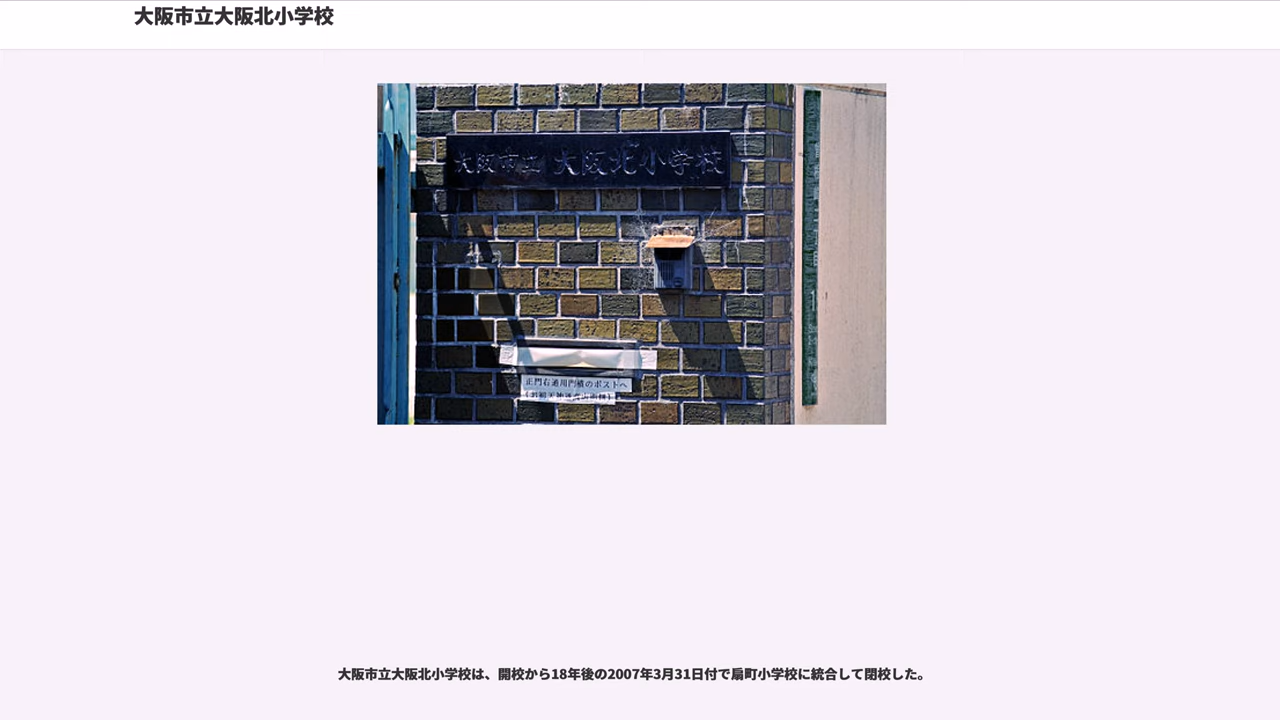 大阪市立大阪北小学校
大阪市立 大阪北小学校
正門右通用門横のポストへ
大阪市立大阪北小学校は、開校から18年後の2007年3月31日付で扇町小学校に統合して閉校した。